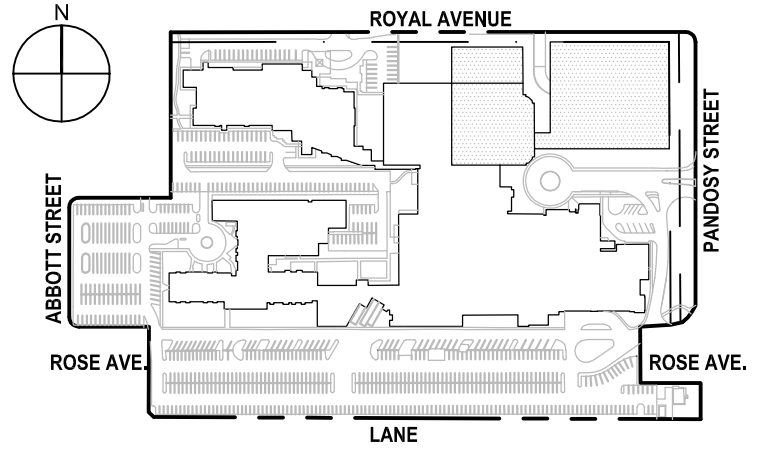 N
ROYAL AVENUE
PANDOSY STREET
ABBOTT STREET
ROSE AVE.
ROSE AVE.
LANE